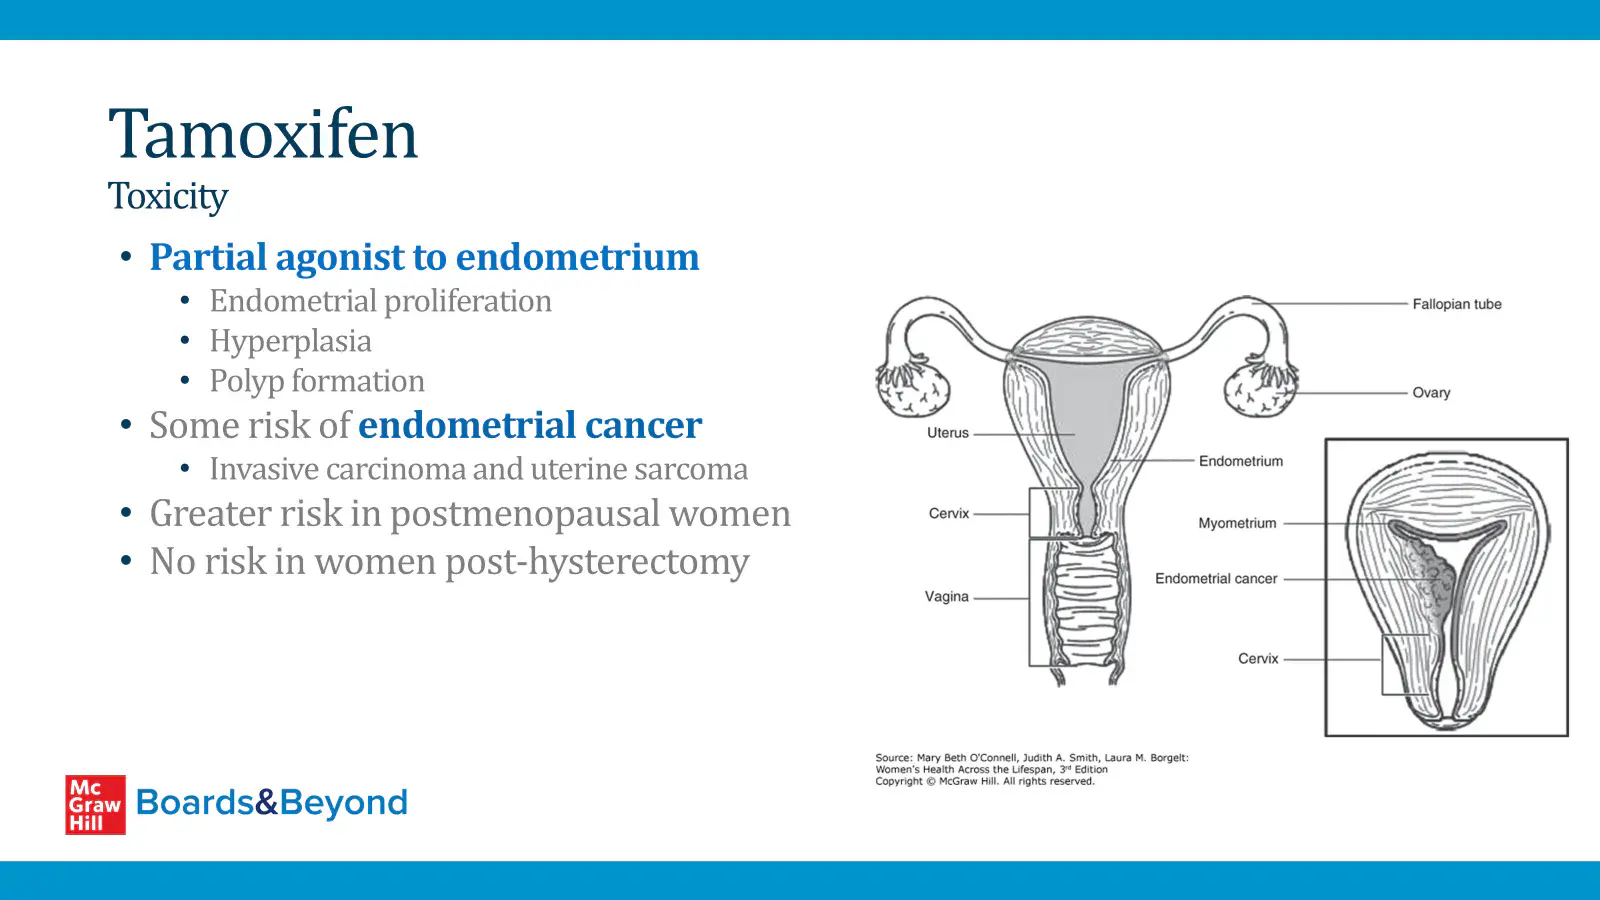 Tamoxifen
Toxicity
• Partial agonist to endometrium
• Endometrial proliferation
• Hyperplasia
• Polyp formation
• Some risk of endometrial cancer
• Invasive carcinoma and uterine sarcoma
• Greater risk in postmenopausal women
• No risk in women post-hysterectomy
Fallopian tube
Ovary
Uterus
Endometrium
Cervix
Myometrium
Endometrial cancer
Vagina
Cervix
Source: Mary Beth O'Connell, Judith A. Smith, Laura M. Borgelt:
Women's Health Across the Lifespan, 3rd Edition
Copyright © McGraw Hill. All rights reserved.
Mc
Graw
Hill
Boards&Beyond